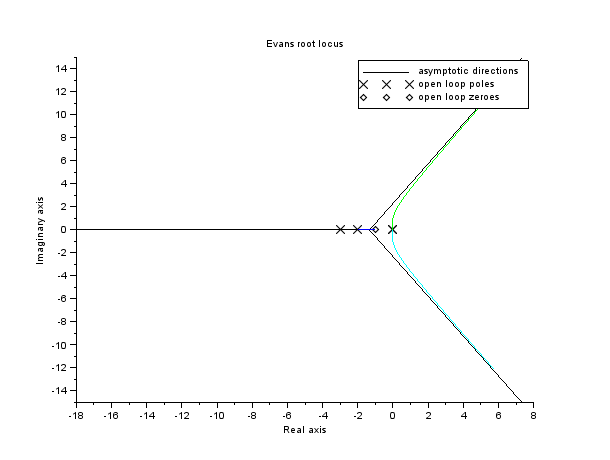 Evans root locus
asymptotic directions
open loop poles
open loop zeroes
14
12
10
8
6
4
2
0
-2
-4
-6
-8
-10
-12
-14
Imaginary axis
-18 -16 -14 -12 -10 -8 -6 -4 -2 0 2 4 6 8
Real axis